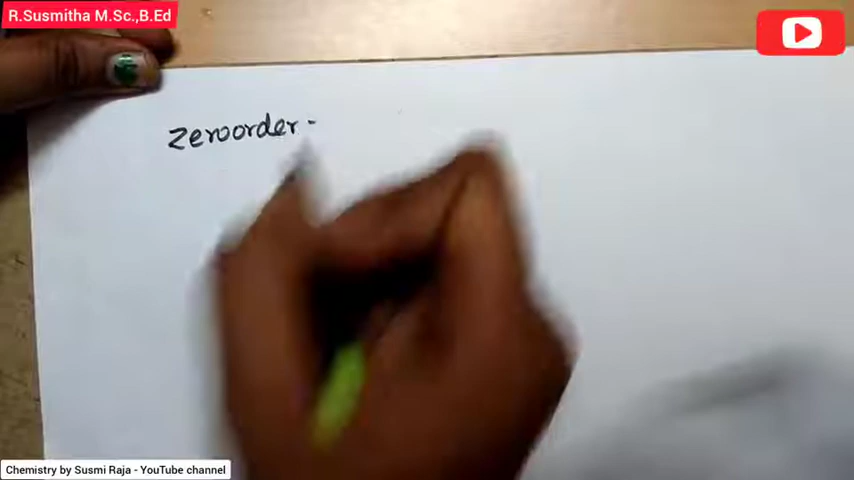 R.Susmitha M.Sc.,B.Ed
zeroorder -
Chemistry by Susmi Raja - YouTube channel